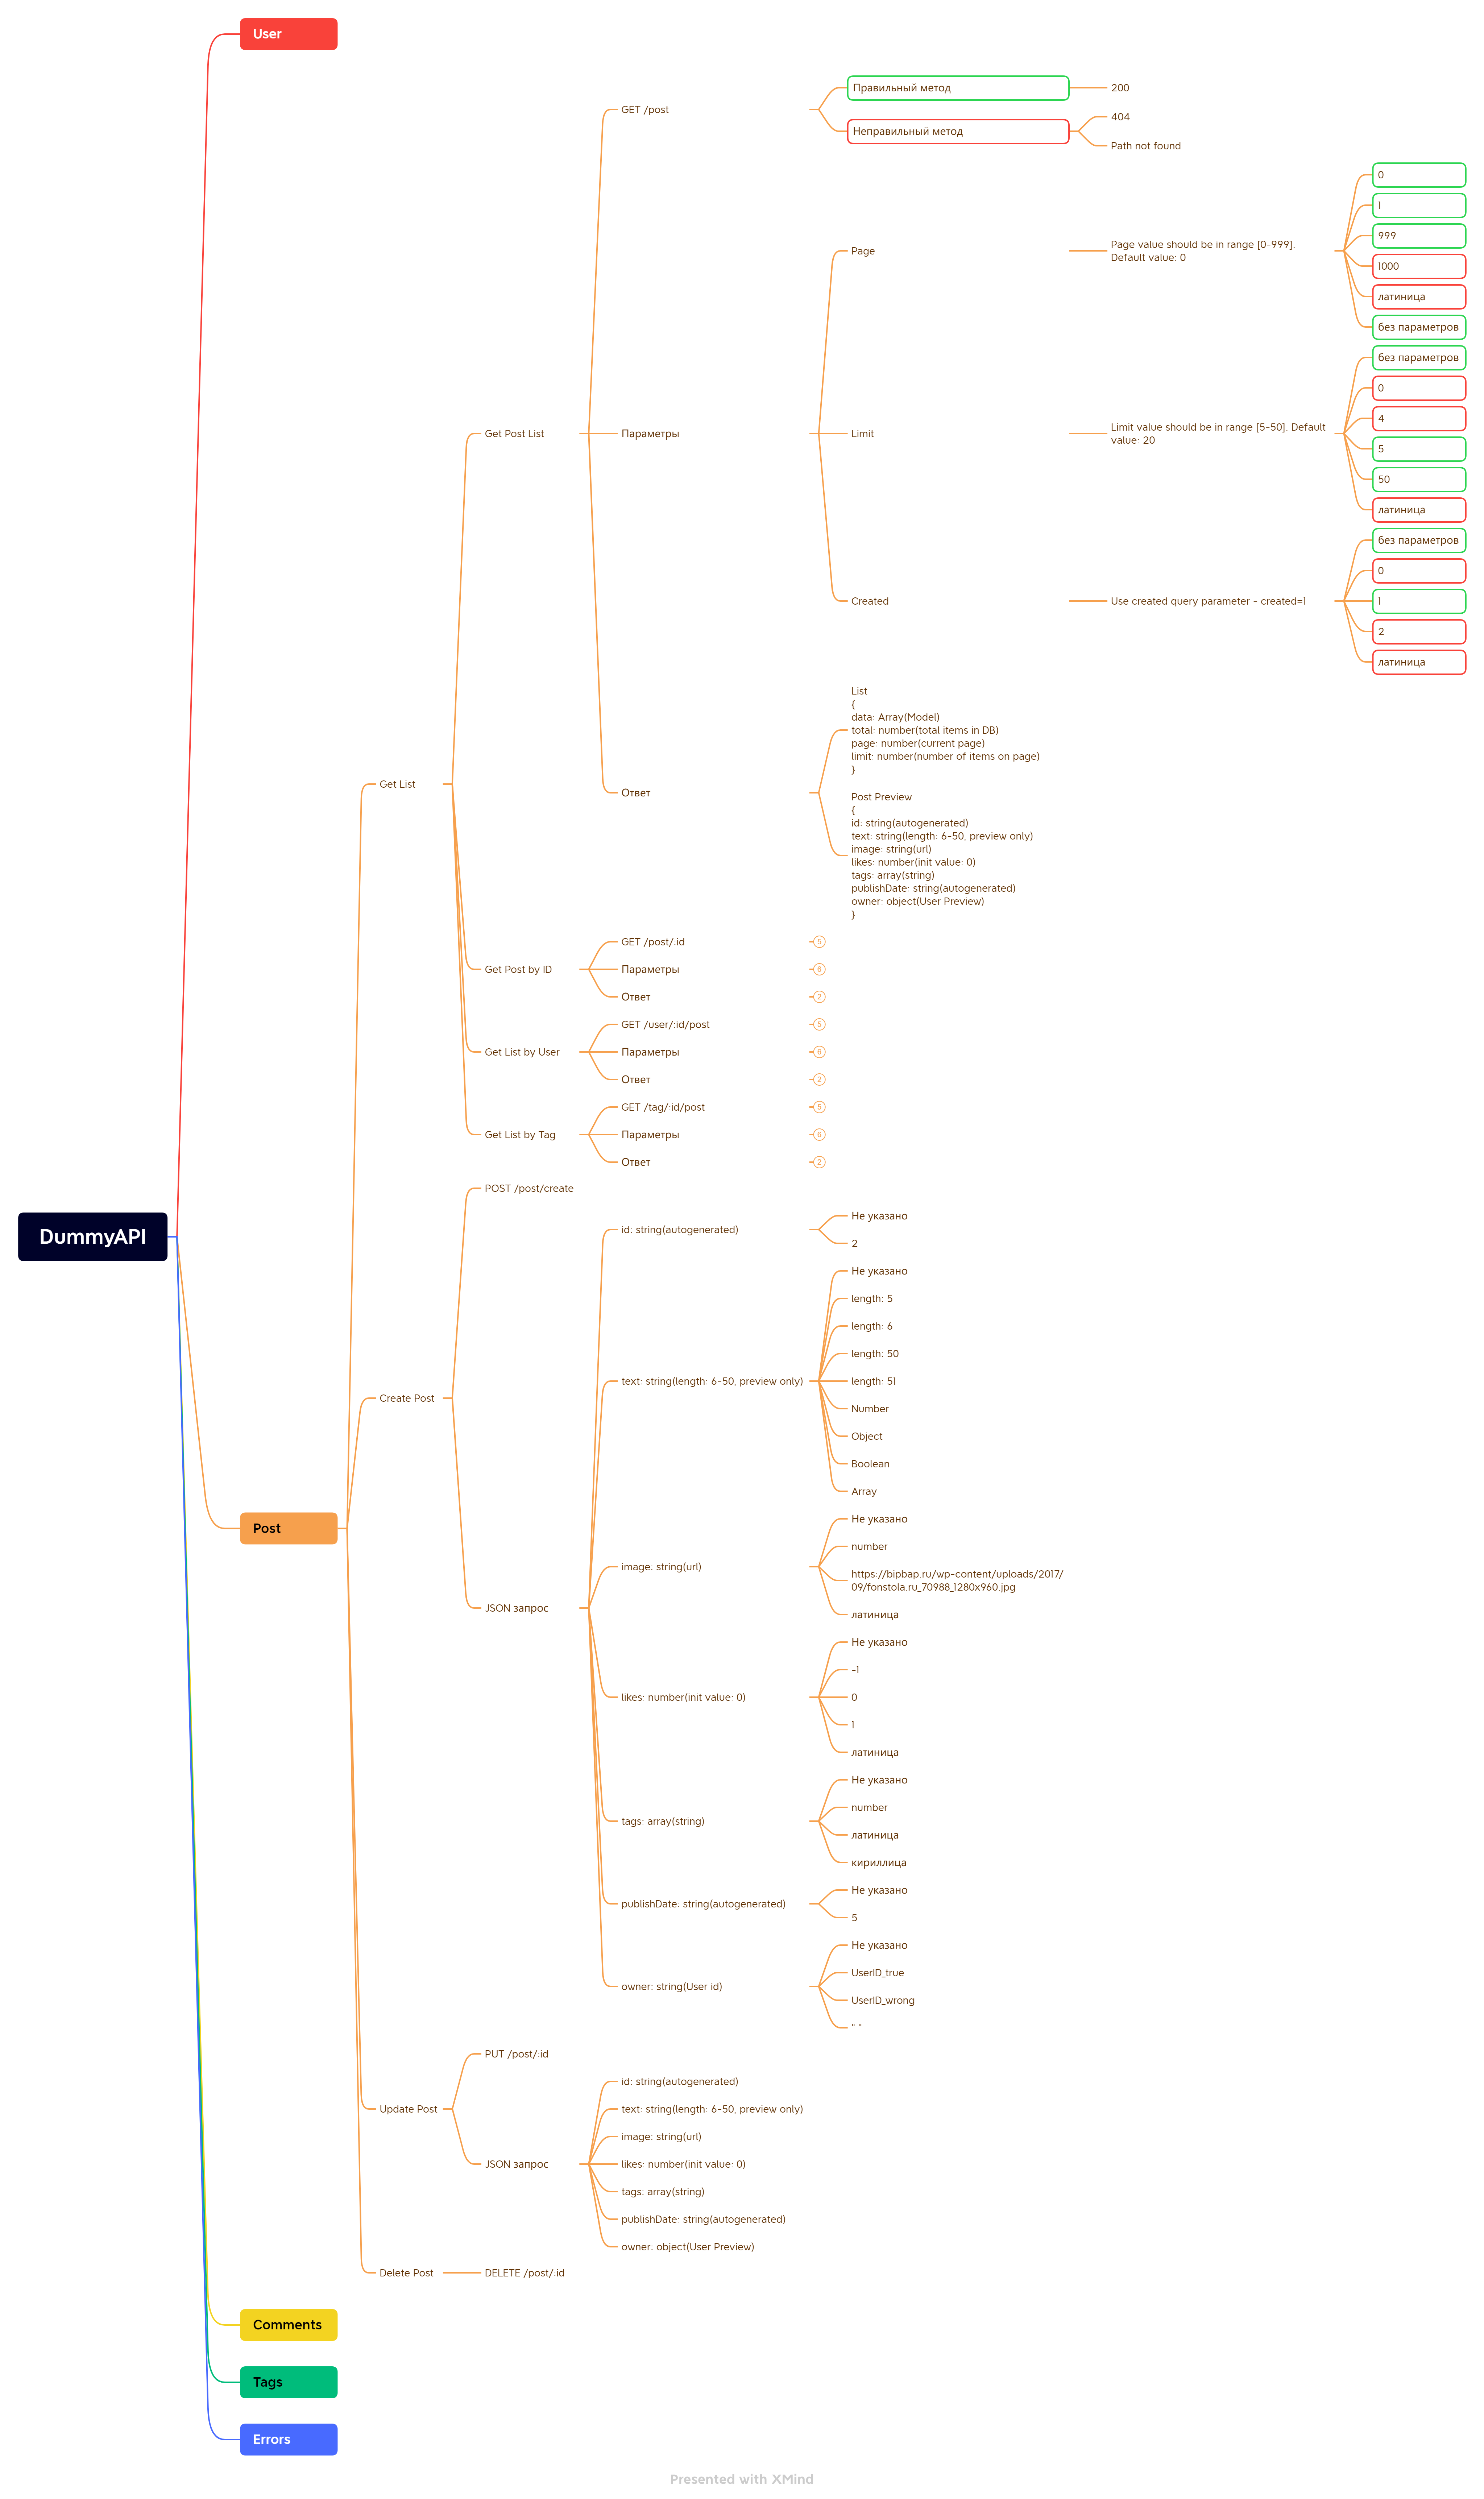 User
GET /post
Правильный метод
200
Неправильный метод
404
Path not found
Page
Page value should be in range [0-999].
Default value: 0
0
1
999
1000
латиница
без параметров
Get Post List
Параметры
Limit
Limit value should be in range [5-50]. Default
value: 20
без параметров
0
4
5
50
латиница
Created
Use created query parameter - created=1
без параметров
0
1
2
латиница
Ответ
List
{
data: Array(Model)
total: number(total items in DB)
page: number(current page)
limit: number(number of items on page)
}
Post Preview
{
id: string(autogenerated)
text: string(length: 6-50, preview only)
image: string(url)
likes: number(init value: 0)
tags: array(string)
publishDate: string(autogenerated)
owner: object(User Preview)
}
Get List
Get Post by ID
GET /post/:id
5
Параметры
6
Ответ
2
Get List by User
GET /user/:id/post
5
Параметры
6
Ответ
2
Get List by Tag
GET /tag/:id/post
5
Параметры
6
Ответ
2
DummyAPI
Post
Create Post
POST /post/create
JSON запрос
id: string(autogenerated)
Не указано
2
text: string(length: 6-50, preview only)
Не указано
length: 5
length: 6
length: 50
length: 51
Number
Object
Boolean
Array
image: string(url)
Не указано
number
https://bipbap.ru/wp-content/uploads/2017/
09/fonstola.ru_70988_1280x960.jpg
латиница
likes: number(init value: 0)
Не указано
-1
0
1
латиница
tags: array(string)
Не указано
number
латиница
кириллица
publishDate: string(autogenerated)
Не указано
5
owner: string(User id)
Не указано
UserID_true
UserID_wrong
" "
Update Post
PUT /post/:id
JSON запрос
id: string(autogenerated)
text: string(length: 6-50, preview only)
image: string(url)
likes: number(init value: 0)
tags: array(string)
publishDate: string(autogenerated)
owner: object(User Preview)
Delete Post
DELETE /post/:id
Comments
Tags
Errors
Presented with XMind